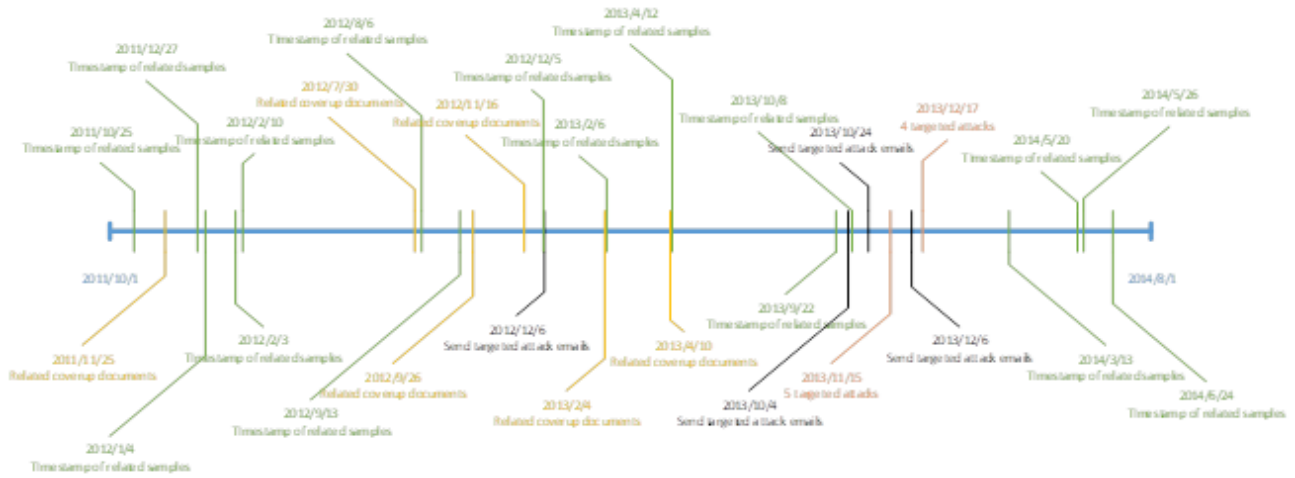 2013/4/12
Timestamp of related samples
2012/8/6
Timestamp of related samples
2011/12/27
Timestamp of related samples
2012/12/5
Timestamp of related samples
2012/7/30
Related coverup documents
2012/11/16
Related coverup documents
2013/10/8
Timestamp of related samples
2013/12/17
4 targeted attacks
2014/5/26
Timestamp of related samples
2011/10/25
Timestamp of related samples
2012/2/10
Timestamp of related samples
2013/2/6
Timestamp of related samples
2013/10/24
Send targeted attack emails
2014/5/20
Timestamp of related samples
2011/10/1
2014/8/1
2012/2/3
Timestamp of related samples
2012/12/6
Send targeted attack emails
2013/9/22
Timestamp of related samples
2013/12/6
Send targeted attack emails
2011/11/25
Related coverup documents
2013/4/10
Related coverup documents
2014/3/13
Timestamp of related samples
2012/9/26
Related coverup documents
2013/11/15
5 targeted attacks
2012/9/13
Timestamp of related samples
2013/2/4
Related coverup documents
2013/10/4
Send targeted attack emails
2014/6/24
Timestamp of related samples
2012/1/4
Timestamp of related samples